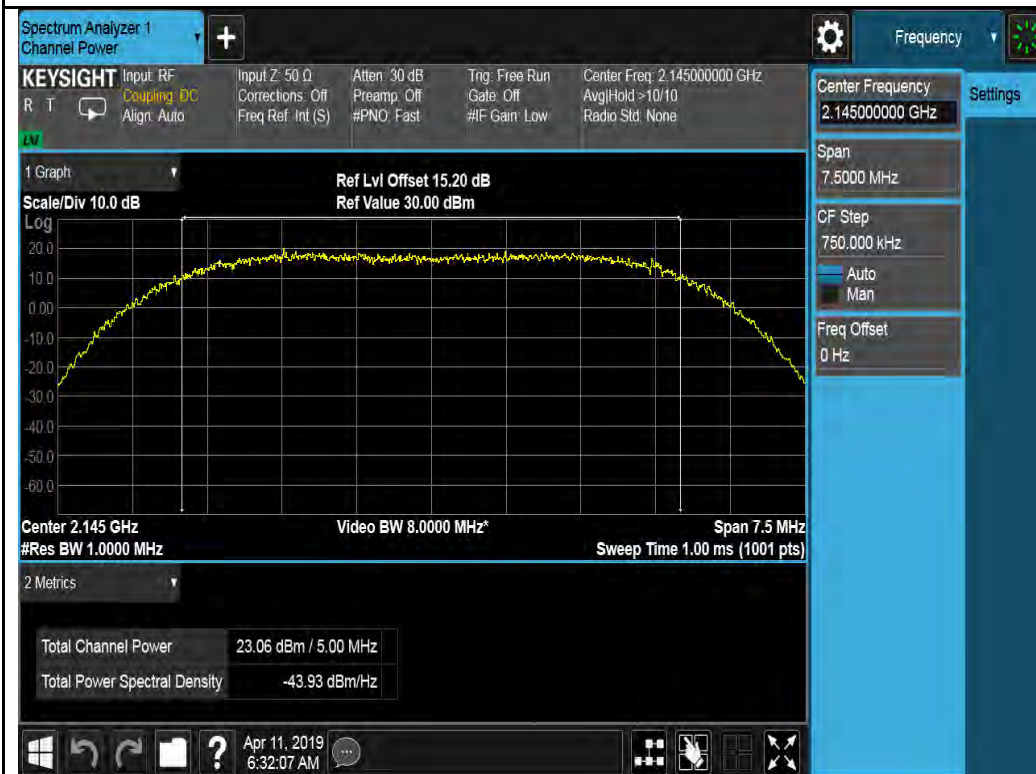 Spectrum Analyzer 1
Channel Power
Frequency
KEYSIGHT
R T
Input: RF
Coupling: DC
Align: Auto
Input Z: 50 Ω
Corrections: Off
Freq Ref: Int (S)
Atten: 30 dB
Preamp: Off
#PNO: Fast
Trig: Free Run
Gate: Off
#IF Gain: Low
Center Freq: 2.145000000 GHz
Avg|Hold >10/10
Radio Std: None
Center Frequency
2.145000000 GHz
Settings
Span
7.5000 MHz
CF Step
750.000 kHz
Auto
Man
Freq Offset
0 Hz
1 Graph
Scale/Div 10.0 dB
Ref Lvl Offset 15.20 dB
Ref Value 30.00 dBm
Log
20.0
10.0
0.00
-10.0
-20.0
-30.0
-40.0
-50.0
-60.0
Center 2.145 GHz
Video BW 8.0000 MHz*
Span 7.5 MHz
#Res BW 1.0000 MHz
Sweep Time 1.00 ms (1001 pts)
2 Metrics
Total Channel Power 23.06 dBm / 5.00 MHz
Total Power Spectral Density -43.93 dBm/Hz
?
Apr 11, 2019
6:32:07 AM